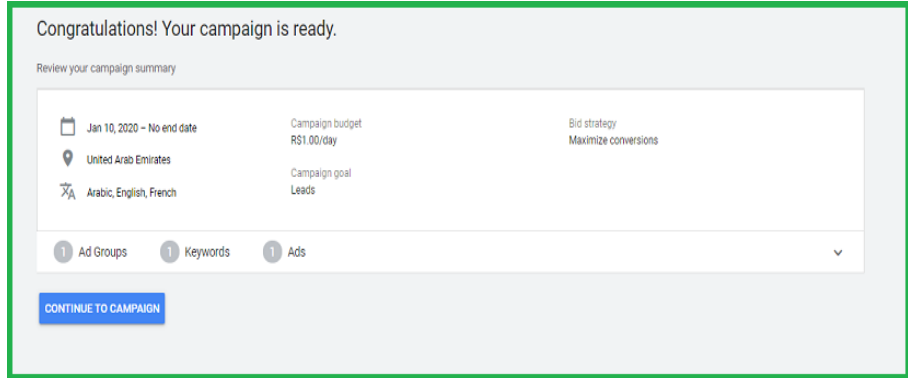 Congratulations! Your campaign is ready.
Review your campaign summary
Jan 10, 2020 – No end date
United Arab Emirates
Arabic, English, French
Campaign budget
R$1.00/day
Campaign goal
Leads
Bid strategy
Maximize conversions
1 Ad Groups 1 Keywords 1 Ads
CONTINUE TO CAMPAIGN